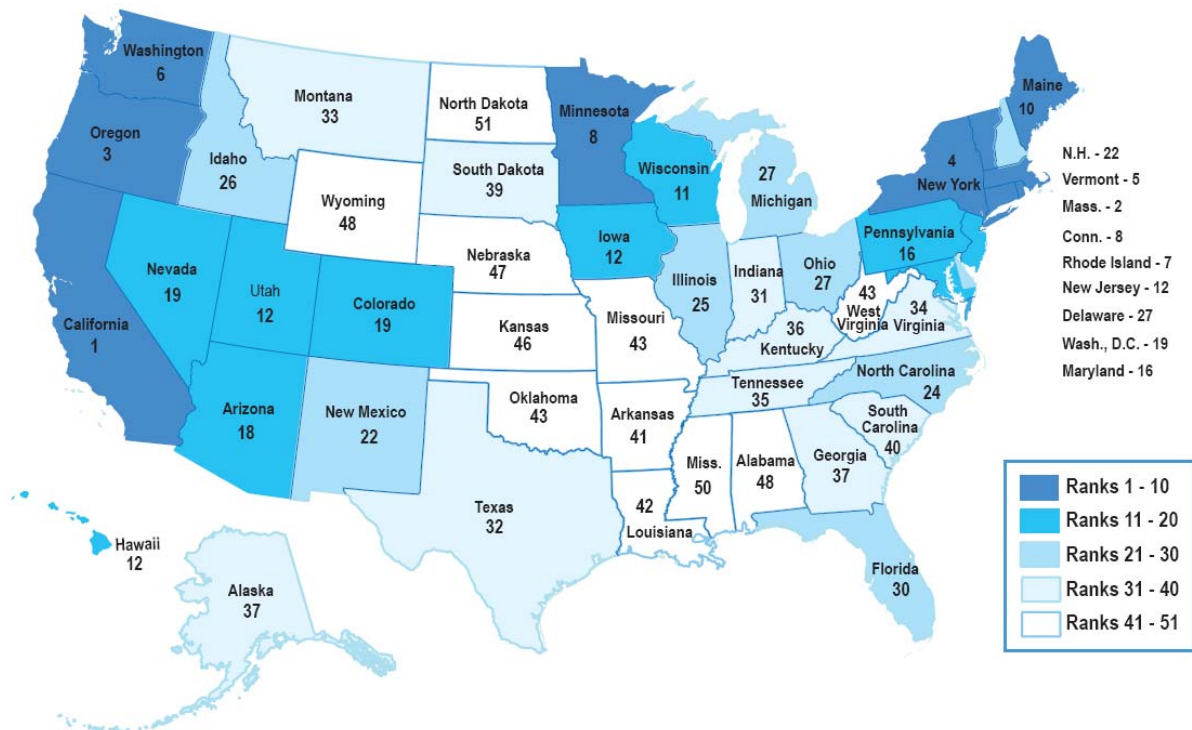 Washington
6
Oregon
3
California
1
Nevada
19
Idaho
26
Montana
33
Wyoming
48
Utah
12
Colorado
19
Arizona
18
New Mexico
22
North Dakota
51
South Dakota
39
Nebraska
47
Kansas
46
Oklahoma
43
Texas
32
Minnesota
8
Iowa
12
Missouri
43
Arkansas
41
42
Louisiana
Wisconsin
11
Illinois
25
27
Michigan
Indiana
31
Ohio
27
36
Kentucky
Tennessee
35
Miss.
50
Alabama
48
Georgia
37
Florida
30
South
Carolina
40
North Carolina
24
34
Virginia
43
West
Virginia
Pennsylvania
16
4
New York
Maine
10
Hawaii
12
Alaska
37
N.H. - 22
Vermont - 5
Mass. - 2
Conn. - 8
Rhode Island - 7
New Jersey - 12
Delaware - 27
Wash., D.C. - 19
Maryland - 16
Ranks 1 - 10
Ranks 11 - 20
Ranks 21 - 30
Ranks 31 - 40
Ranks 41 - 51